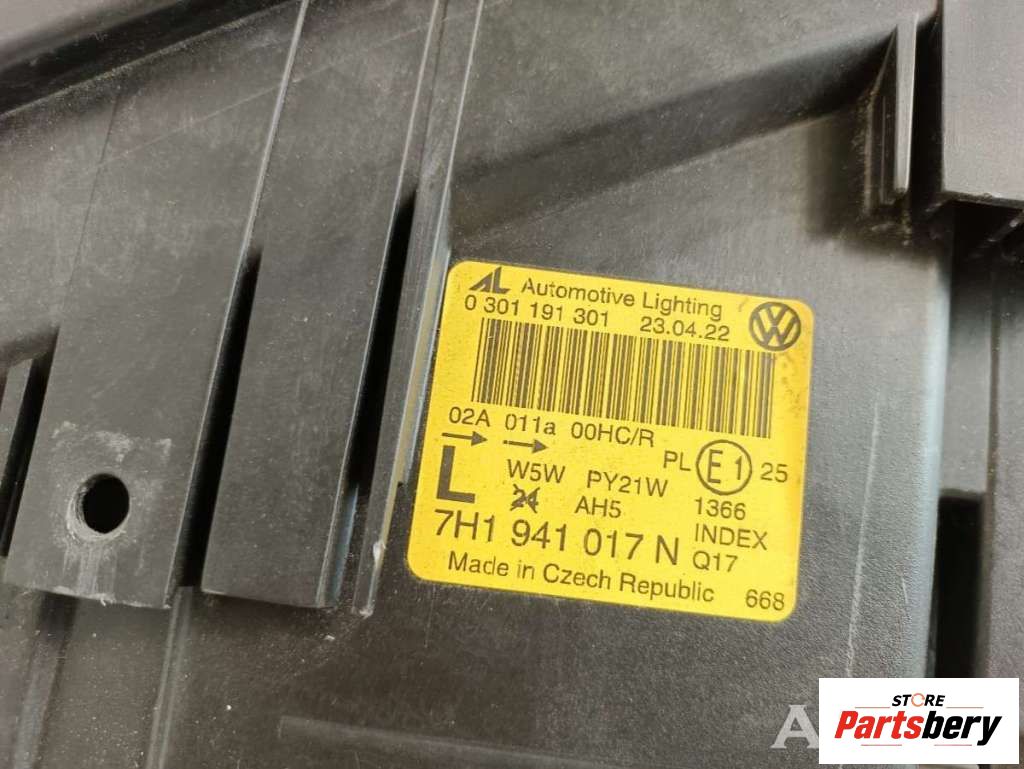 AL Automotive Lighting
0 301 191 301 23.04.22
VW
02A 011a 00HC/R
PL E1 25
L W5W PY21W 1366
24 AH5 INDEX
7H1 941 017 N Q17
Made in Czech Republic 668
A
STORE
Partsbery